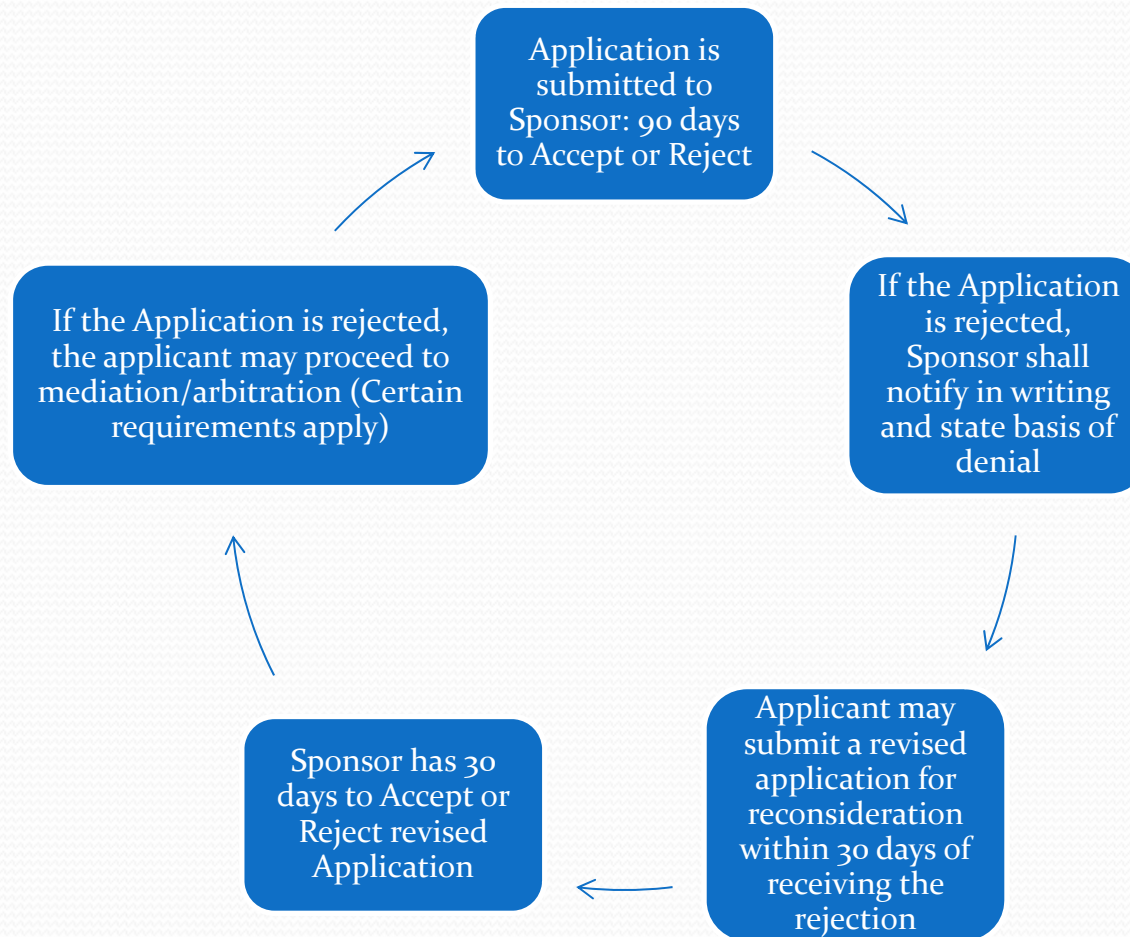 Application is
submitted to
Sponsor: 90 days
to Accept or Reject
If the Application
is rejected,
Sponsor shall
notify in writing
and state basis of
denial
Applicant may
submit a revised
application for
reconsideration
within 30 days of
receiving the
rejection
Sponsor has 30
days to Accept or
Reject revised
Application
If the Application is rejected,
the applicant may proceed to
mediation/arbitration (Certain
requirements apply)